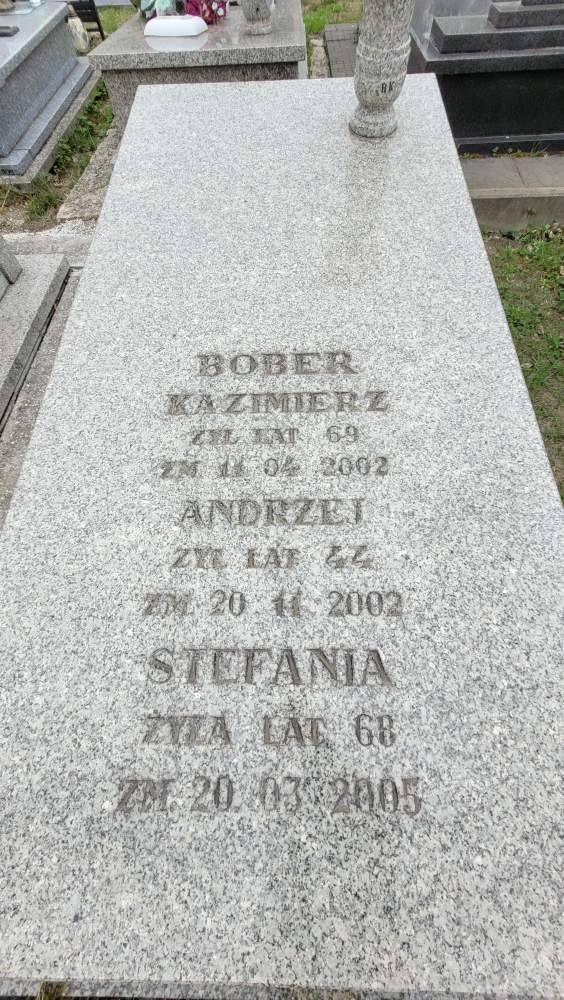 BOBER
KAZIMIERZ
ŻYŁ LAT 69
ZM 11 04 2002
ANDRZEJ
ŻYŁ LAT 44
ZM 20 11 2002
STEFANIA
ŻYŁA LAT 68
ZM 20 03 2005